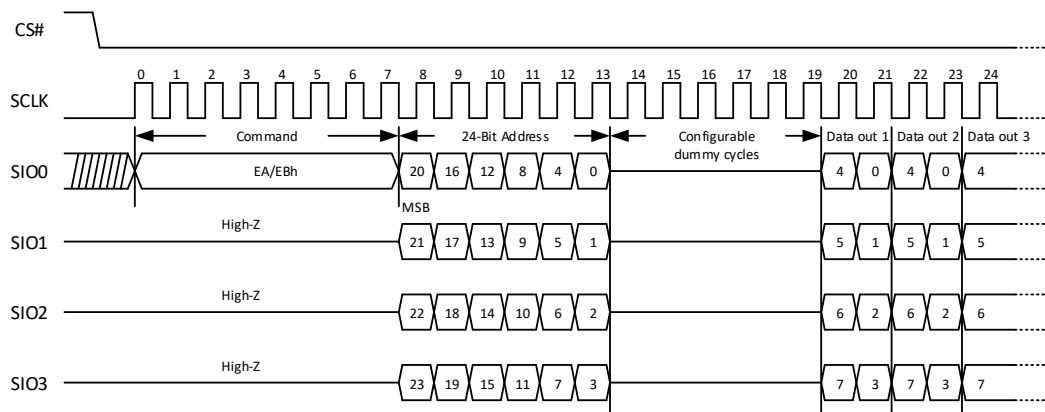 CS#
0 1 2 3 4 5 6 7 8 9 10 11 12 13 14 15 16 17 18 19 20 21 22 23 24
SCLK
Command 24-Bit Address Configurable dummy cycles Data out 1 Data out 2 Data out 3
SIO0 EA/EBh 20 16 12 8 4 0 4 0 4 0 4
MSB
High-Z
SIO1 21 17 13 9 5 1 5 1 5 1 5
High-Z
SIO2 22 18 14 10 6 2 6 2 6 2 6
High-Z
SIO3 23 19 15 11 7 3 7 3 7 3 7